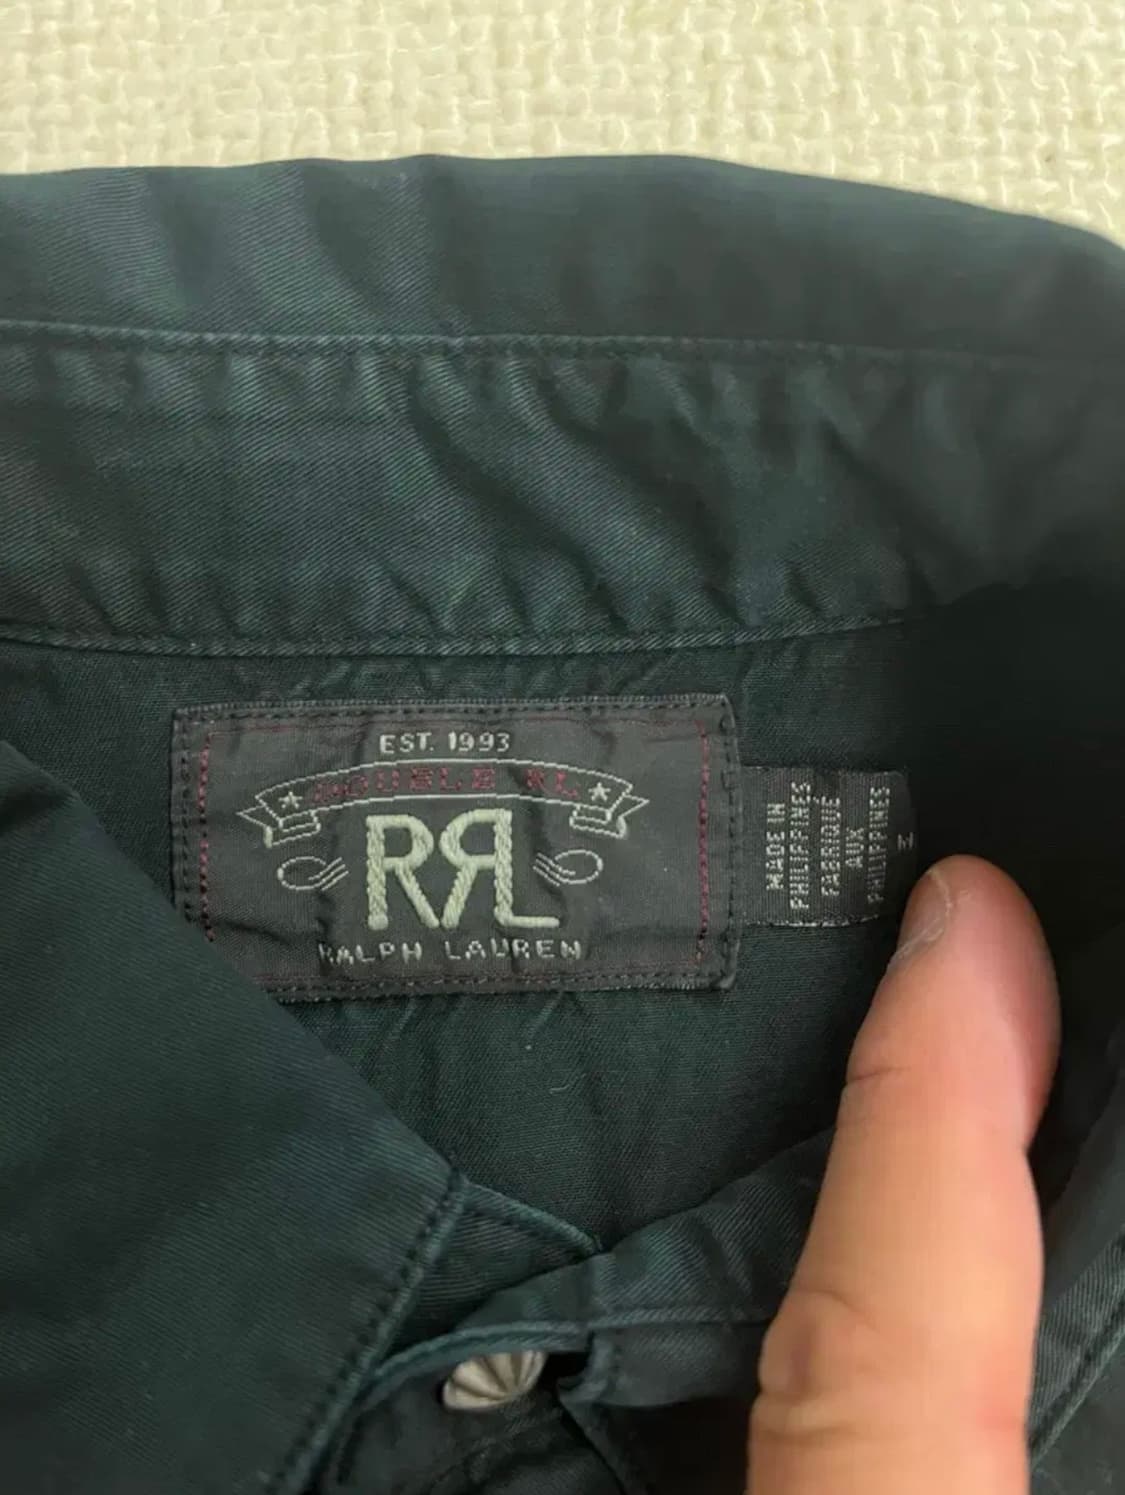 EST. 1993
DOUBLE RL
RRL
RALPH LAUREN
MADE IN
PHILIPPINES
FABRIQUÉ
AUX
PHILIPPINES
M